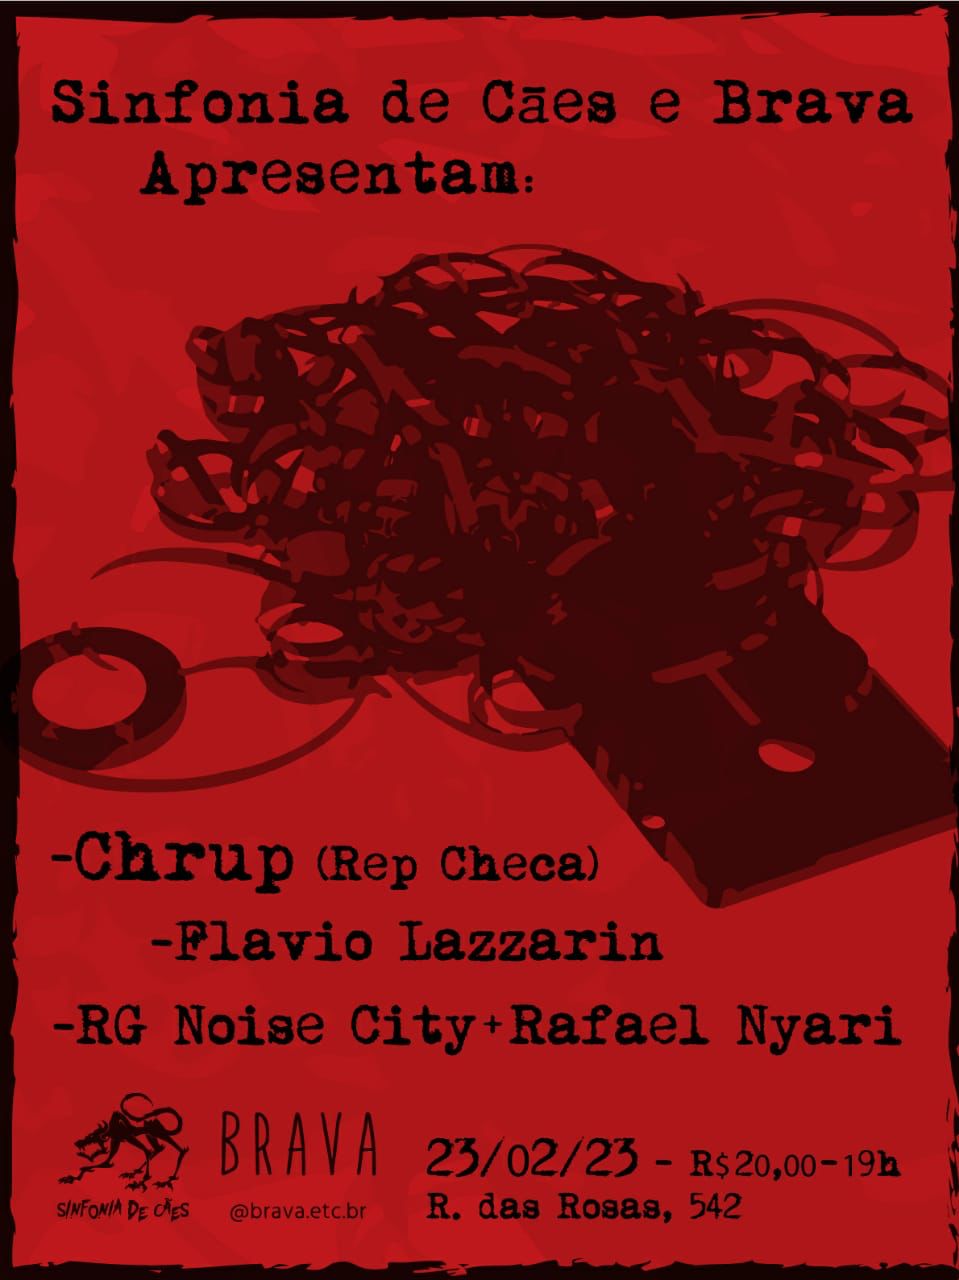 Sinfonia de Cães e Brava
Apresentam:
-Chrup (Rep Checa)
-Flavio Lazzarin
-RG Noise City+Rafael Nyari
BRAVA
23/02/23 - R$20,00-19h
SINFONIA DE CÃES
@brava.etc.br
R. das Rosas, 542